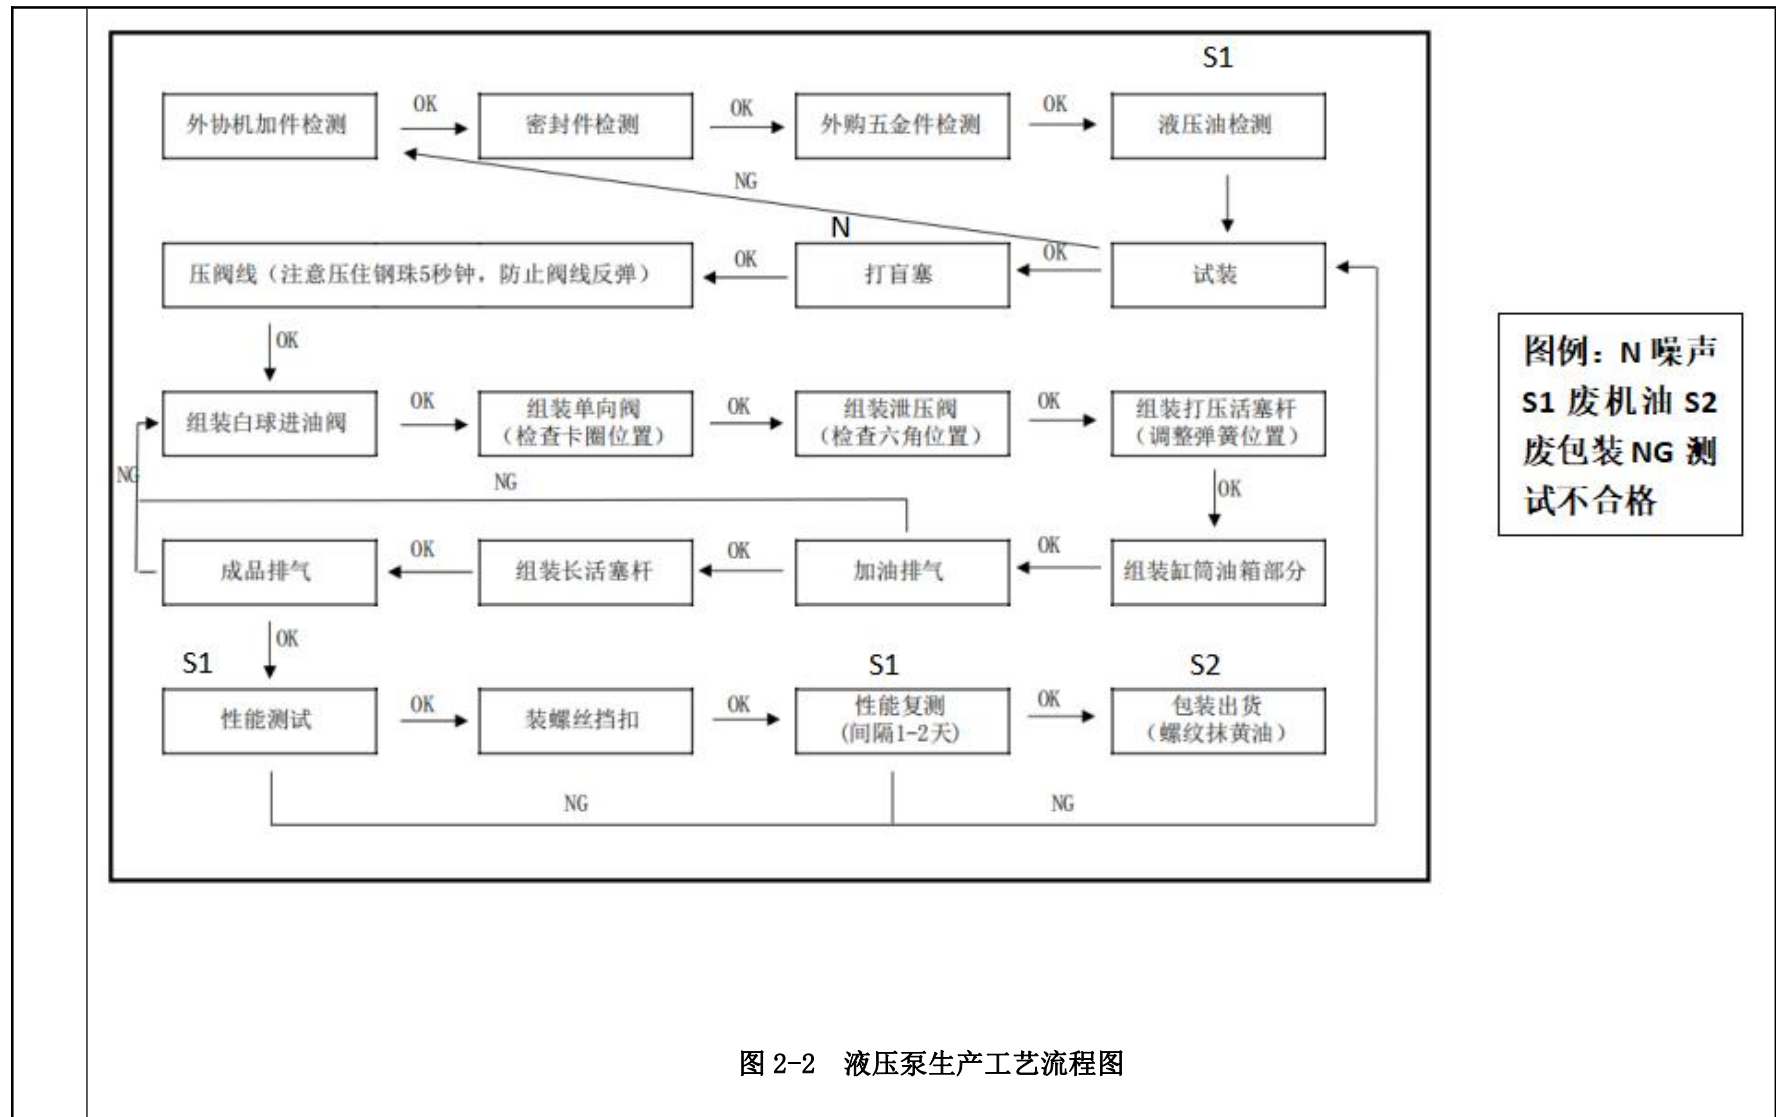 S1
外协机加件检测
OK
密封件检测
OK
外购五金件检测
OK
液压油检测
NG
N
压阀线（注意压住钢珠5秒钟，防止阀线反弹）
OK
打盲塞
OK
试装
OK
组装白球进油阀
OK
组装单向阀
（检查卡圈位置）
OK
组装泄压阀
（检查六角位置）
OK
组装打压活塞杆
（调整弹簧位置）
NG
NG
OK
成品排气
OK
组装长活塞杆
OK
加油排气
OK
组装缸筒油箱部分
OK
S1
S1
S2
性能测试
OK
装螺丝挡扣
OK
性能复测
(间隔1-2天)
OK
包装出货
（螺纹抹黄油）
NG
NG
图例：N 噪声
S1 废机油 S2
废包装 NG 测
试不合格
图 2-2 液压泵生产工艺流程图